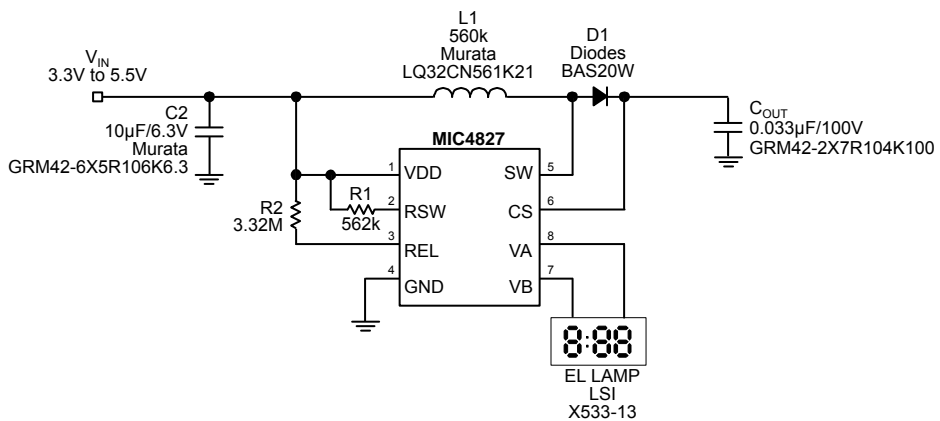 L1
560k
Murata
LQ32CN561K21
D1
Diodes
BAS20W
VIN
3.3V to 5.5V
C2
10µF/6.3V
Murata
GRM42-6X5R106K6.3
COUT
0.033µF/100V
GRM42-2X7R104K100
MIC4827
1 VDD SW 5
R1
562k
2 RSW CS 6
R2
3.32M
3 REL VA 8
4 GND VB 7
8:88
EL LAMP
LSI
X533-13